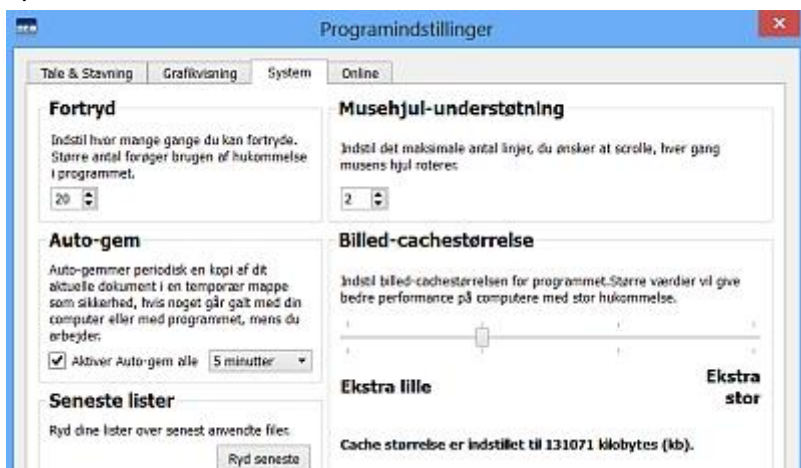 Programindstillinger
Tale & Stavning
Grafikvisning
System
Online
Fortryd
Indstil hvor mange gange du kan fortryde.
Større antal forøger brugen af hukommelse
i programmet.
20
Musehjul-understøtning
Indstil det maksimale antal linjer, du ønsker at scrolle, hver gang
musens hjul roterer.
2
Auto-gem
Auto-gemmer periodisk en kopi af dit
aktuelle dokument i en temporær mappe
som sikkerhed, hvis noget går galt med din
computer eller med programmet, mens du
arbejder.
Aktiver Auto-gem alle
5 minutter
Billed-cachestørrelse
Indstil billed-cachestørrelsen for programmet.Større værdier vil give
bedre performance på computere med stor hukommelse.
Ekstra lille
Ekstra
stor
Cache størrelse er indstillet til 131071 kilobytes (kb).
Seneste lister
Ryd dine lister over senest anvendte filer.
Ryd seneste